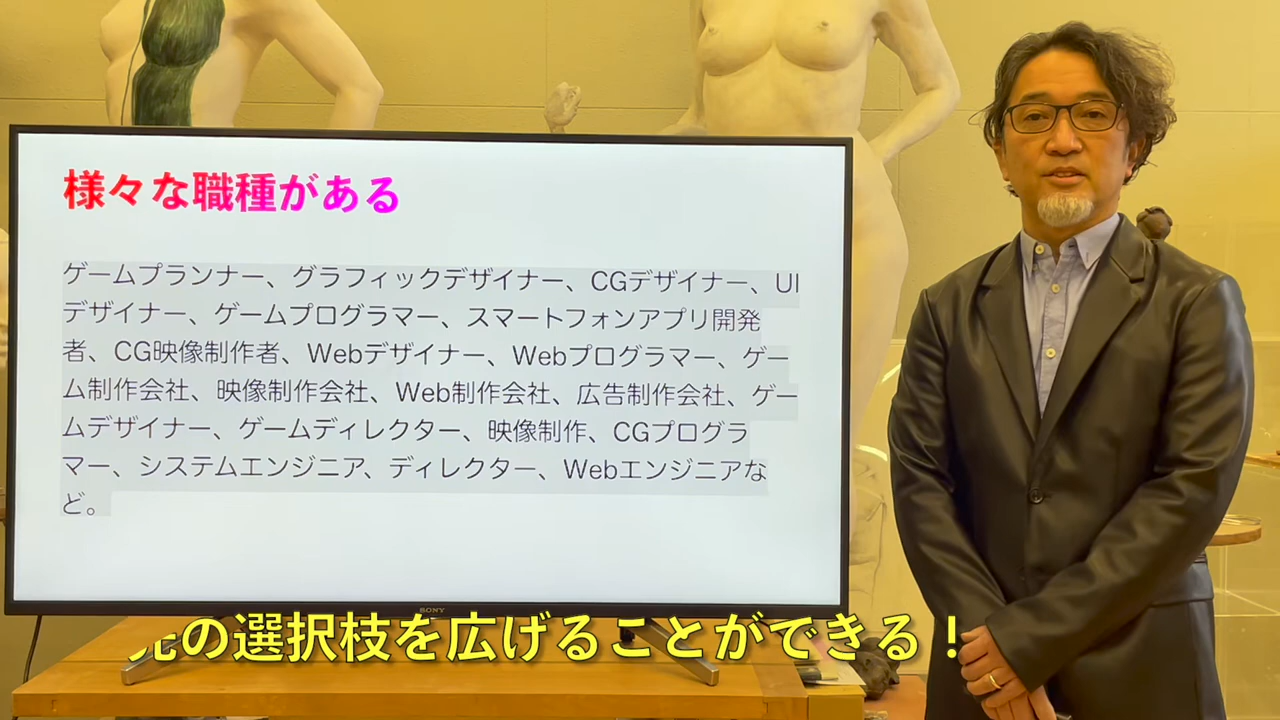 様々な職種がある
ゲームプランナー、グラフィックデザイナー、CGデザイナー、UI
デザイナー、ゲームプログラマー、スマートフォンアプリ開発
者、CG映像制作者、Webデザイナー、Webプログラマー、ゲー
ム制作会社、映像制作会社、Web制作会社、広告制作会社、ゲー
ムデザイナー、ゲームディレクター、映像制作、CGプログラ
マー、システムエンジニア、ディレクター、Webエンジニアな
ど。
SONY
の選択枝を広げることができる！